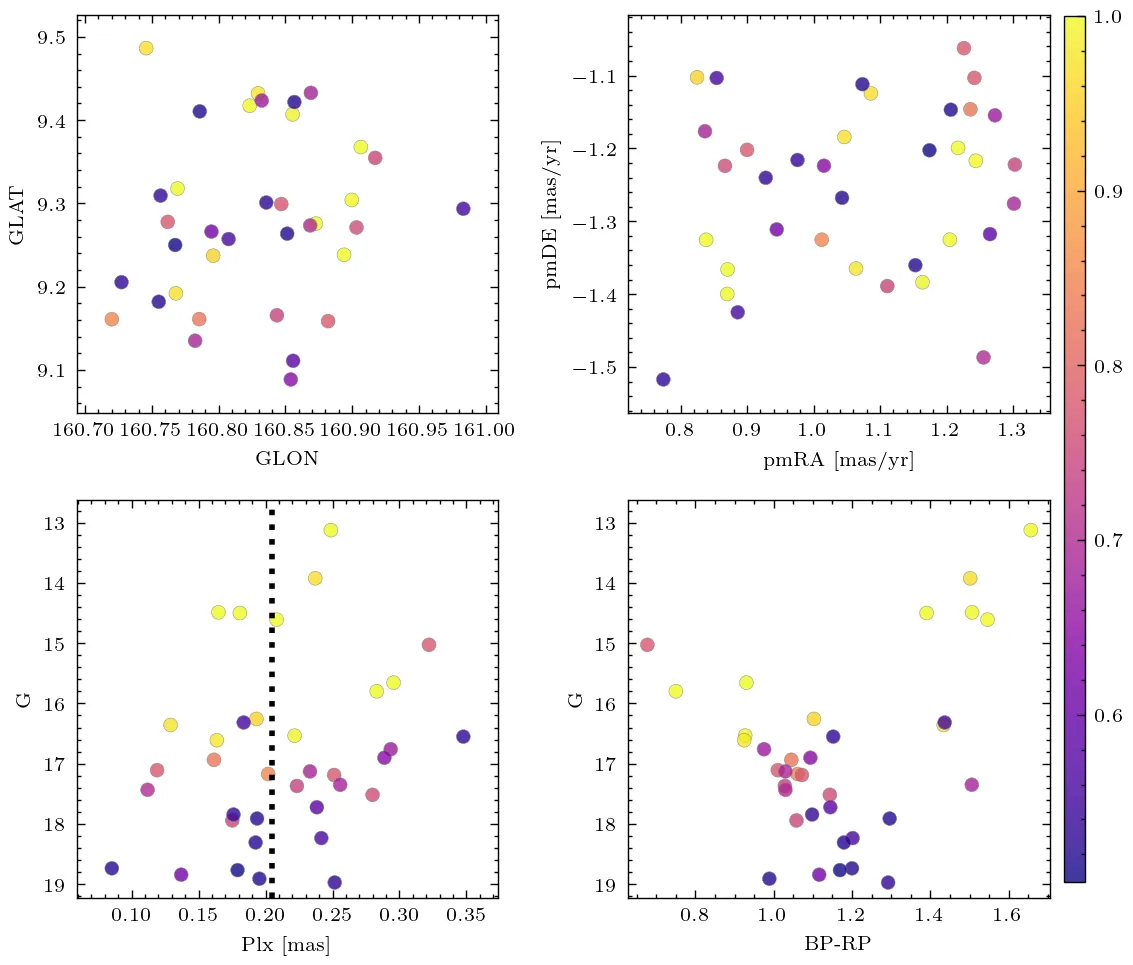 9.5
9.4
9.3
9.2
9.1
GLAT
160.70 160.75 160.80 160.85 160.90 160.95 161.00
GLON
−1.1
−1.2
−1.3
−1.4
−1.5
pmDE [mas/yr]
0.8 0.9 1.0 1.1 1.2 1.3
pmRA [mas/yr]
1.0
0.9
0.8
0.7
0.6
13
14
15
16
17
18
19
G
0.10 0.15 0.20 0.25 0.30 0.35
Plx [mas]
13
14
15
16
17
18
19
G
0.8 1.0 1.2 1.4 1.6
BP-RP